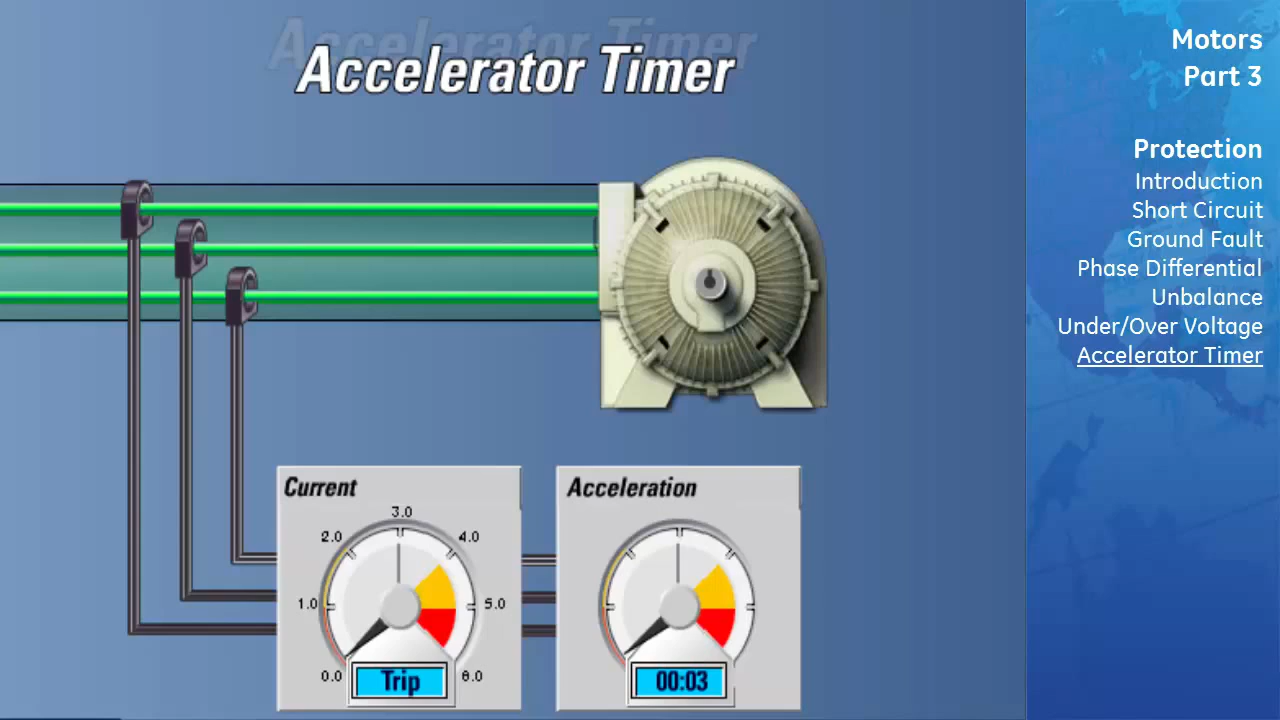 Accelerator Timer
Accelerator Timer
Motors
Part 3
Protection
Introduction
Short Circuit
Ground Fault
Phase Differential
Unbalance
Under/Over Voltage
Accelerator Timer
Current
3.0
2.0
4.0
1.0
5.0
0.0
6.0
Trip
Acceleration
00:03